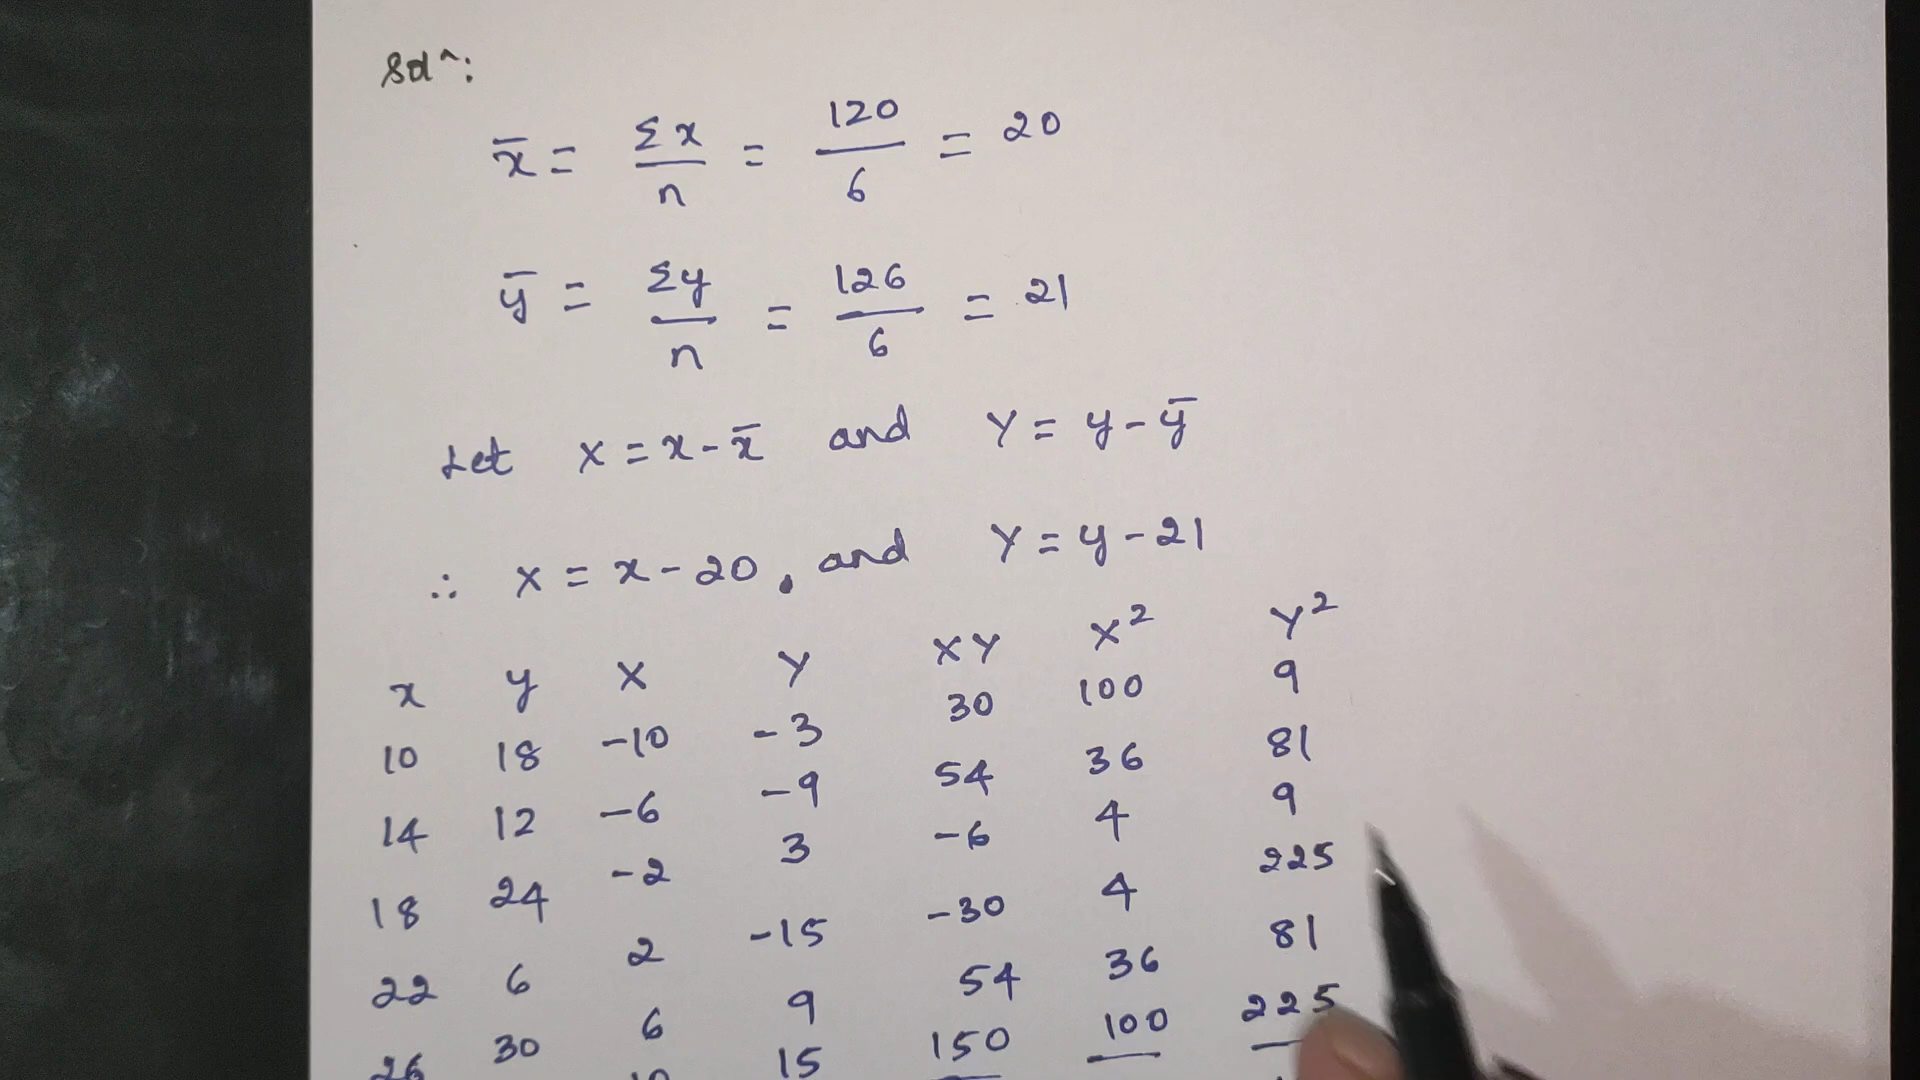 Solⁿ:
x̄ = Σx/n = 120/6 = 20
ȳ = Σy/n = 126/6 = 21
Let X = x - x̄ and Y = y - ȳ
∴ X = x - 20, and Y = y - 21
x y X Y XY X² Y²
10 18 -10 -3 30 100 9
14 12 -6 -9 54 36 81
18 24 -2 3 -6 4 9
22 6 2 -15 -30 4 225
26 30 6 9 54 36 81
10 15 150 100 225